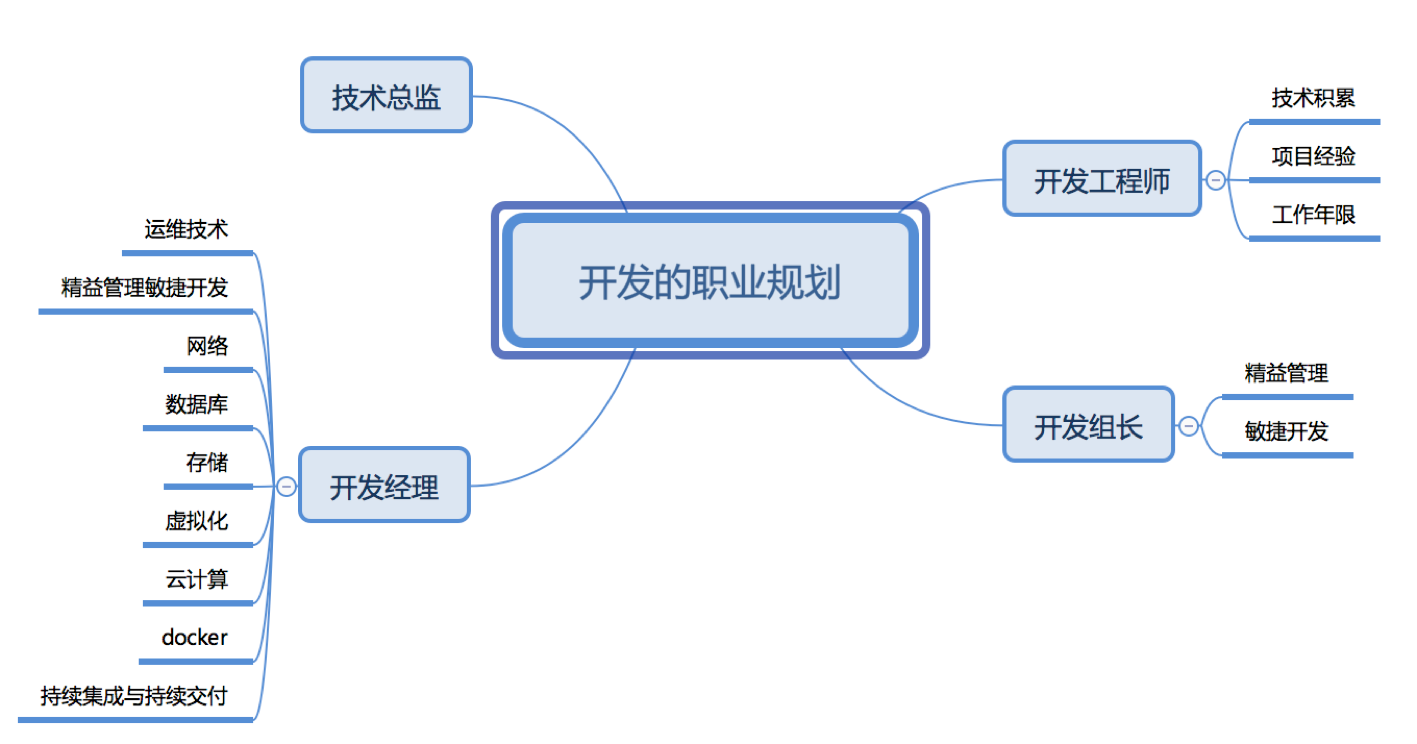 开发的职业规划
开发工程师
技术积累
项目经验
工作年限
开发组长
精益管理
敏捷开发
开发经理
运维技术
精益管理敏捷开发
网络
数据库
存储
虚拟化
云计算
docker
持续集成与持续交付
技术总监